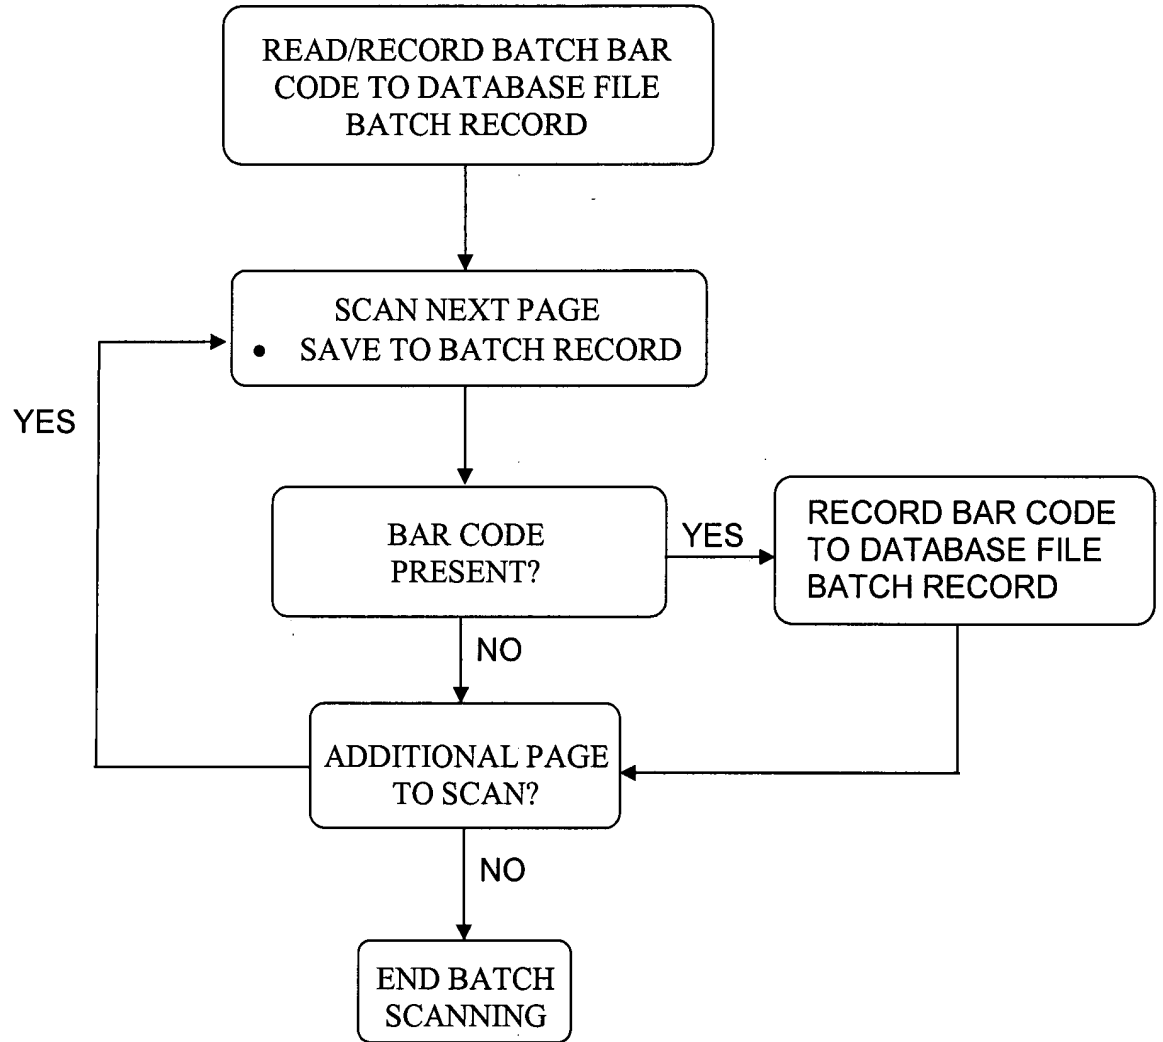 READ/RECORD BATCH BAR
CODE TO DATABASE FILE
BATCH RECORD
SCAN NEXT PAGE
• SAVE TO BATCH RECORD
YES
BAR CODE
PRESENT?
YES
RECORD BAR CODE
TO DATABASE FILE
BATCH RECORD
NO
ADDITIONAL PAGE
TO SCAN?
NO
END BATCH
SCANNING